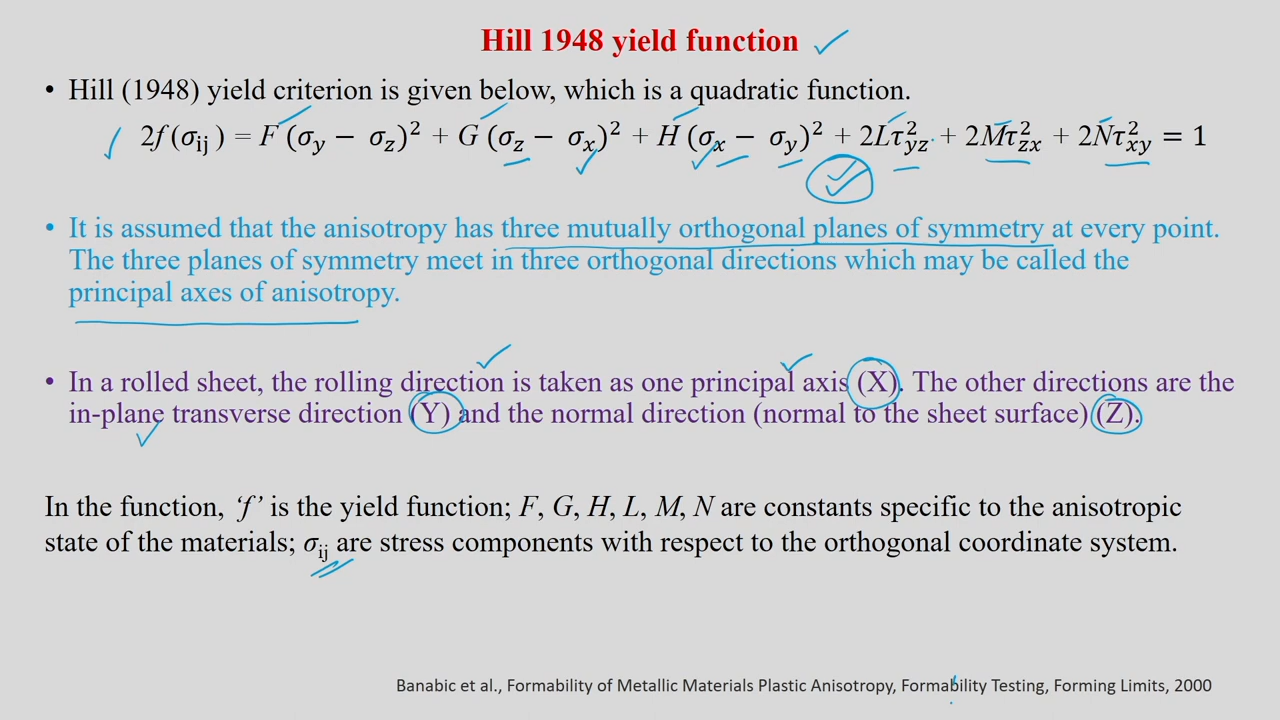 Hill 1948 yield function
• Hill (1948) yield criterion is given below, which is a quadratic function.
2f(σij) = F (σy − σz)² + G (σz − σx)² + H (σx − σy)² + 2Lτ²yz + 2Mτ²zx + 2Nτ²xy = 1
• It is assumed that the anisotropy has three mutually orthogonal planes of symmetry at every point.
The three planes of symmetry meet in three orthogonal directions which may be called the
principal axes of anisotropy.
• In a rolled sheet, the rolling direction is taken as one principal axis (X). The other directions are the
in-plane transverse direction (Y) and the normal direction (normal to the sheet surface) (Z).
In the function, ‘f’ is the yield function; F, G, H, L, M, N are constants specific to the anisotropic
state of the materials; σij are stress components with respect to the orthogonal coordinate system.
Banabic et al., Formability of Metallic Materials Plastic Anisotropy, Formability Testing, Forming Limits, 2000